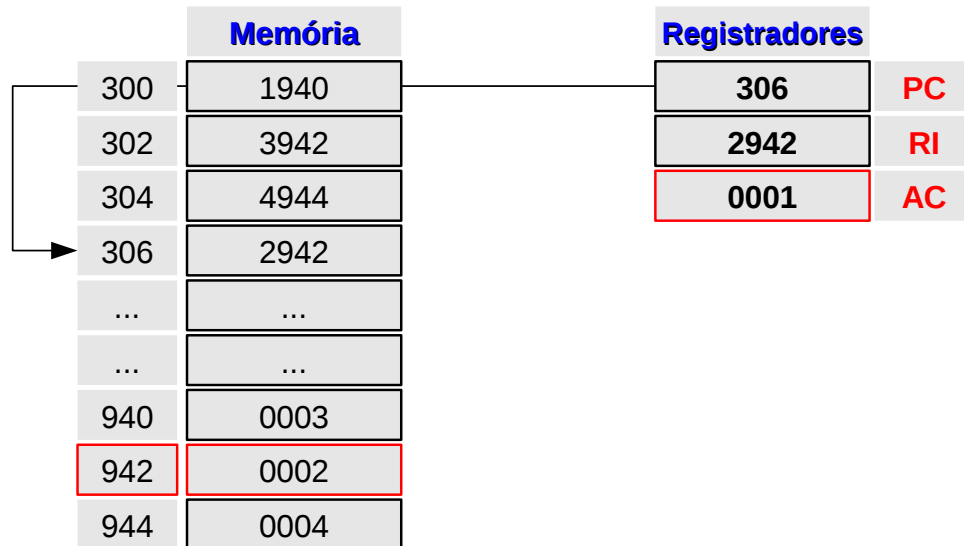 Memória Registradores
300 1940 306 PC
302 3942 2942 RI
304 4944 0001 AC
306 2942
... ...
... ...
940 0003
942 0002
944 0004